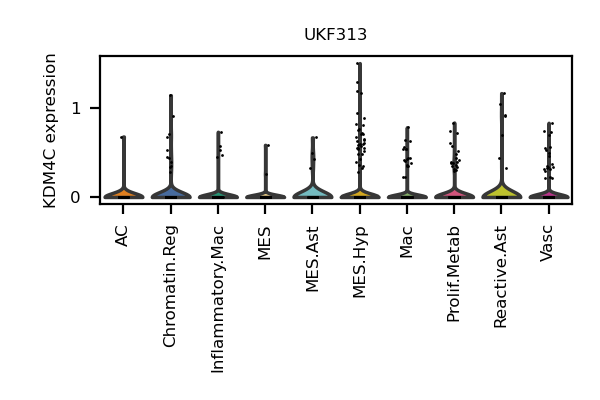 UKF313
KDM4C expression
1
0
AC
Chromatin.Reg
Inflammatory.Mac
MES
MES.Ast
MES.Hyp
Mac
Prolif.Metab
Reactive.Ast
Vasc